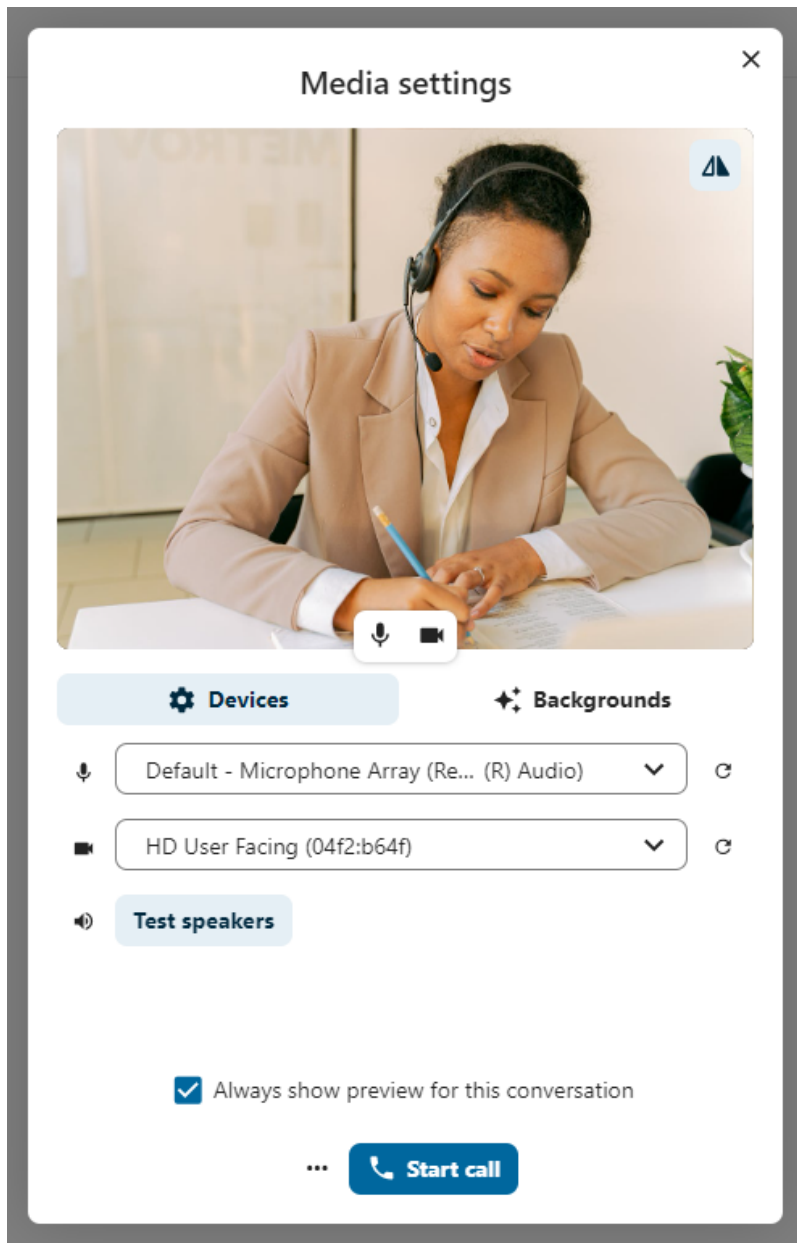 Media settings
METROV
Devices
Backgrounds
Default - Microphone Array (Re... (R) Audio)
HD User Facing (04f2:b64f)
Test speakers
Always show preview for this conversation
Start call